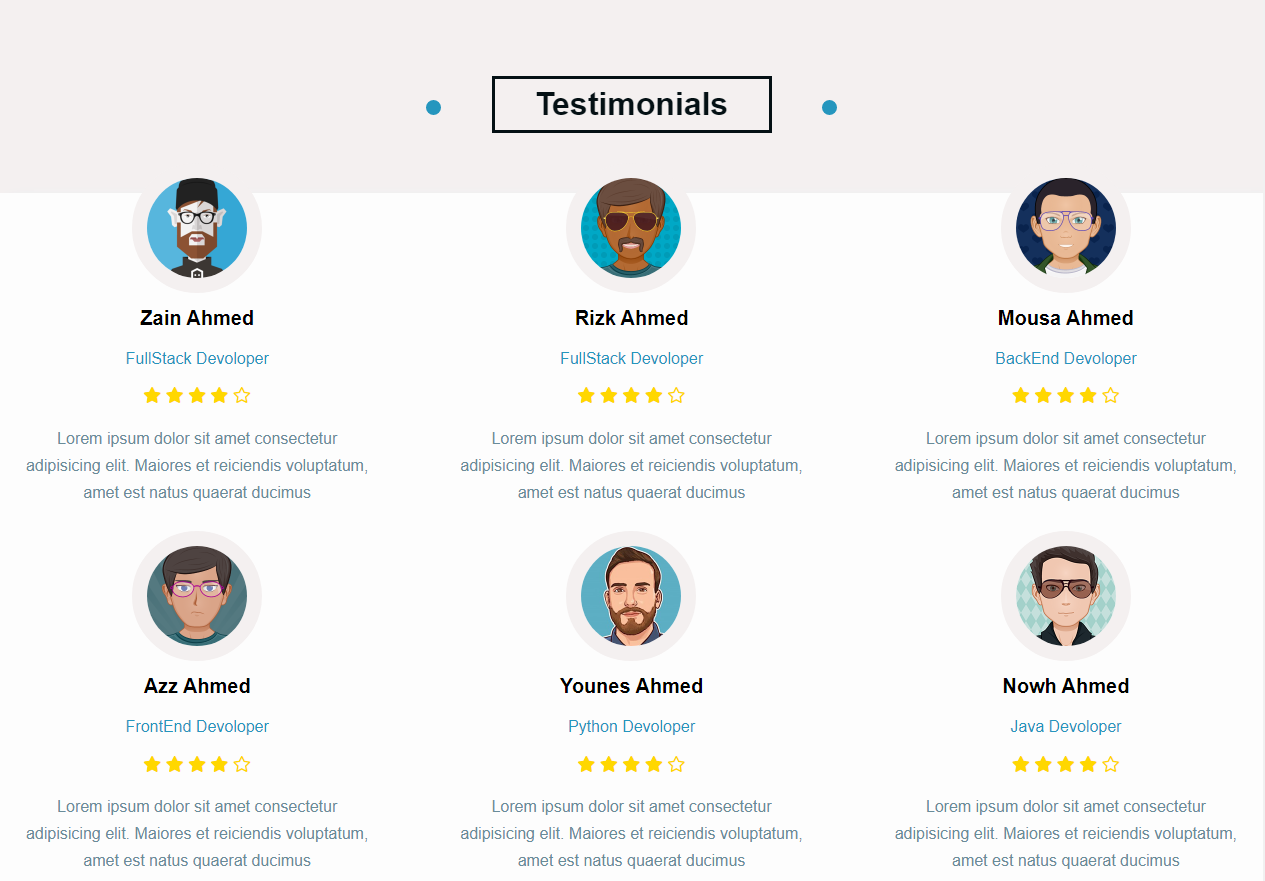 Testimonials
Zain Ahmed
FullStack Devoloper
Lorem ipsum dolor sit amet consectetur
adipisicing elit. Maiores et reiciendis voluptatum,
amet est natus quaerat ducimus
Rizk Ahmed
FullStack Devoloper
Lorem ipsum dolor sit amet consectetur
adipisicing elit. Maiores et reiciendis voluptatum,
amet est natus quaerat ducimus
Mousa Ahmed
BackEnd Devoloper
Lorem ipsum dolor sit amet consectetur
adipisicing elit. Maiores et reiciendis voluptatum,
amet est natus quaerat ducimus
Azz Ahmed
FrontEnd Devoloper
Lorem ipsum dolor sit amet consectetur
adipisicing elit. Maiores et reiciendis voluptatum,
amet est natus quaerat ducimus
Younes Ahmed
Python Devoloper
Lorem ipsum dolor sit amet consectetur
adipisicing elit. Maiores et reiciendis voluptatum,
amet est natus quaerat ducimus
Nowh Ahmed
Java Devoloper
Lorem ipsum dolor sit amet consectetur
adipisicing elit. Maiores et reiciendis voluptatum,
amet est natus quaerat ducimus